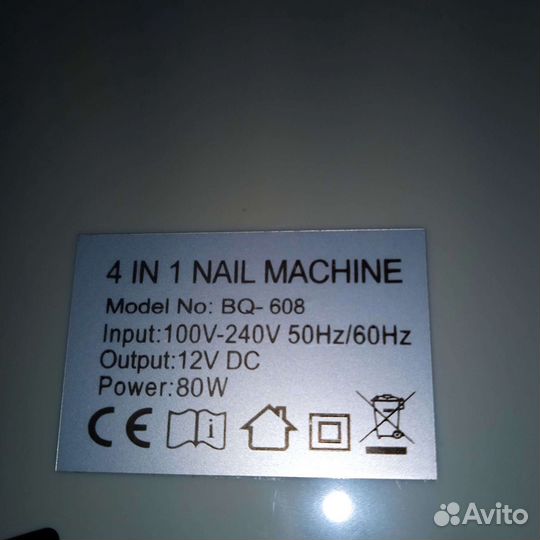 4 IN 1 NAIL MACHINE
Model No: BQ- 608
Input:100V-240V 50Hz/60Hz
Output:12V DC
Power:80W
CE
i
Avito